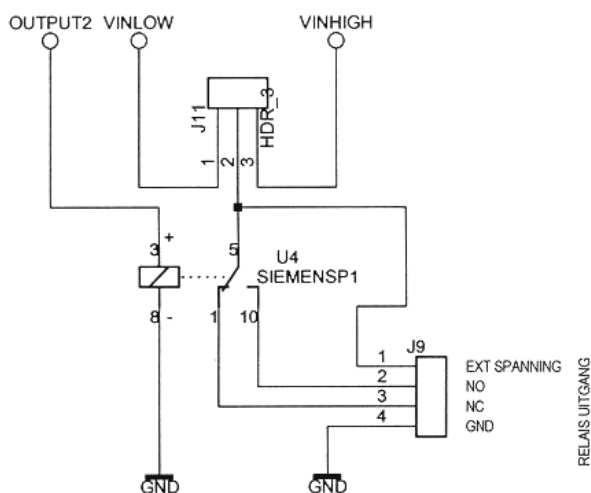 OUTPUT2 VINLOW VINHIGH
J11
HDR_3
1 2 3
3 +
5
U4
SIEMENSP1
8 -
1 10
J9
1 EXT SPANNING
2 NO
3 NC
4 GND
RELAIS UITGANG
GND GND